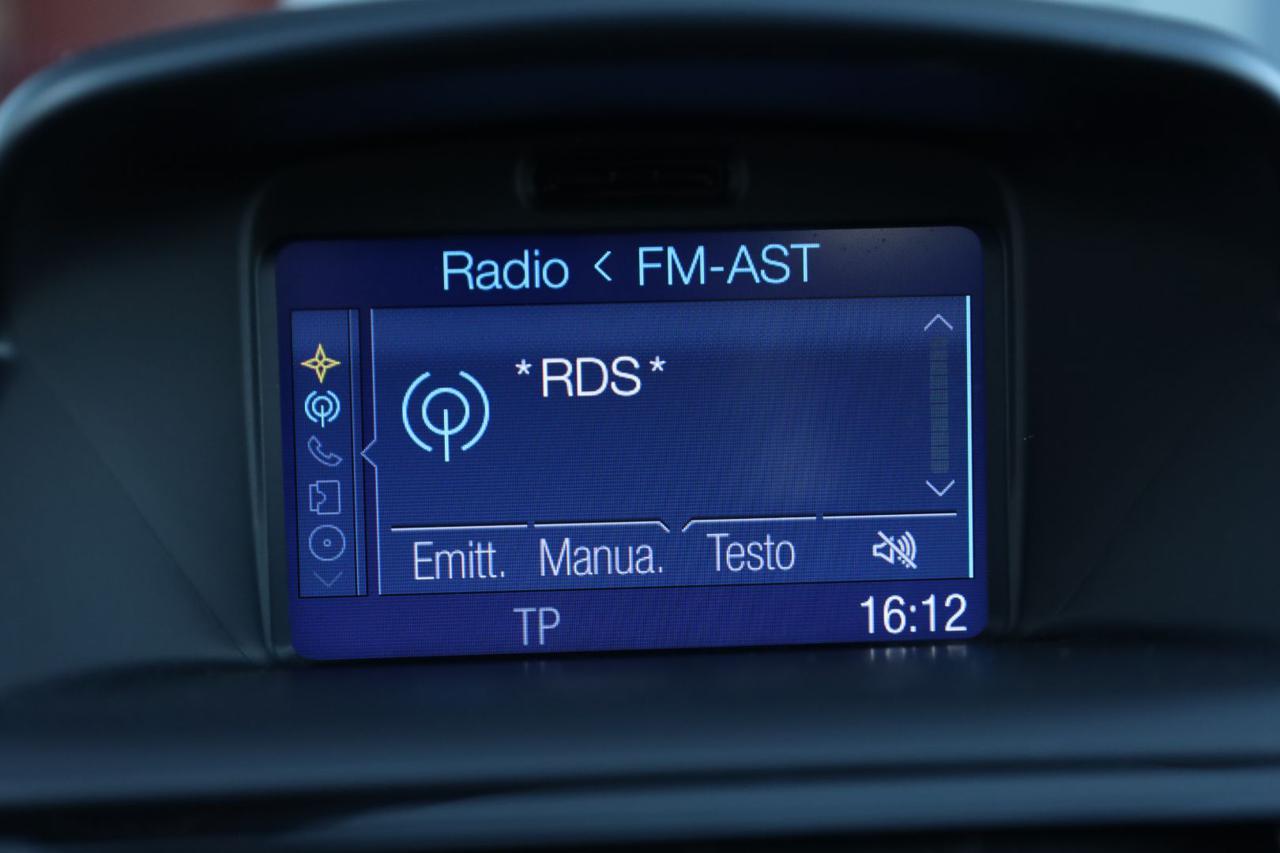 Radio < FM-AST
*RDS*
Emitt. Manua. Testo
TP 16:12